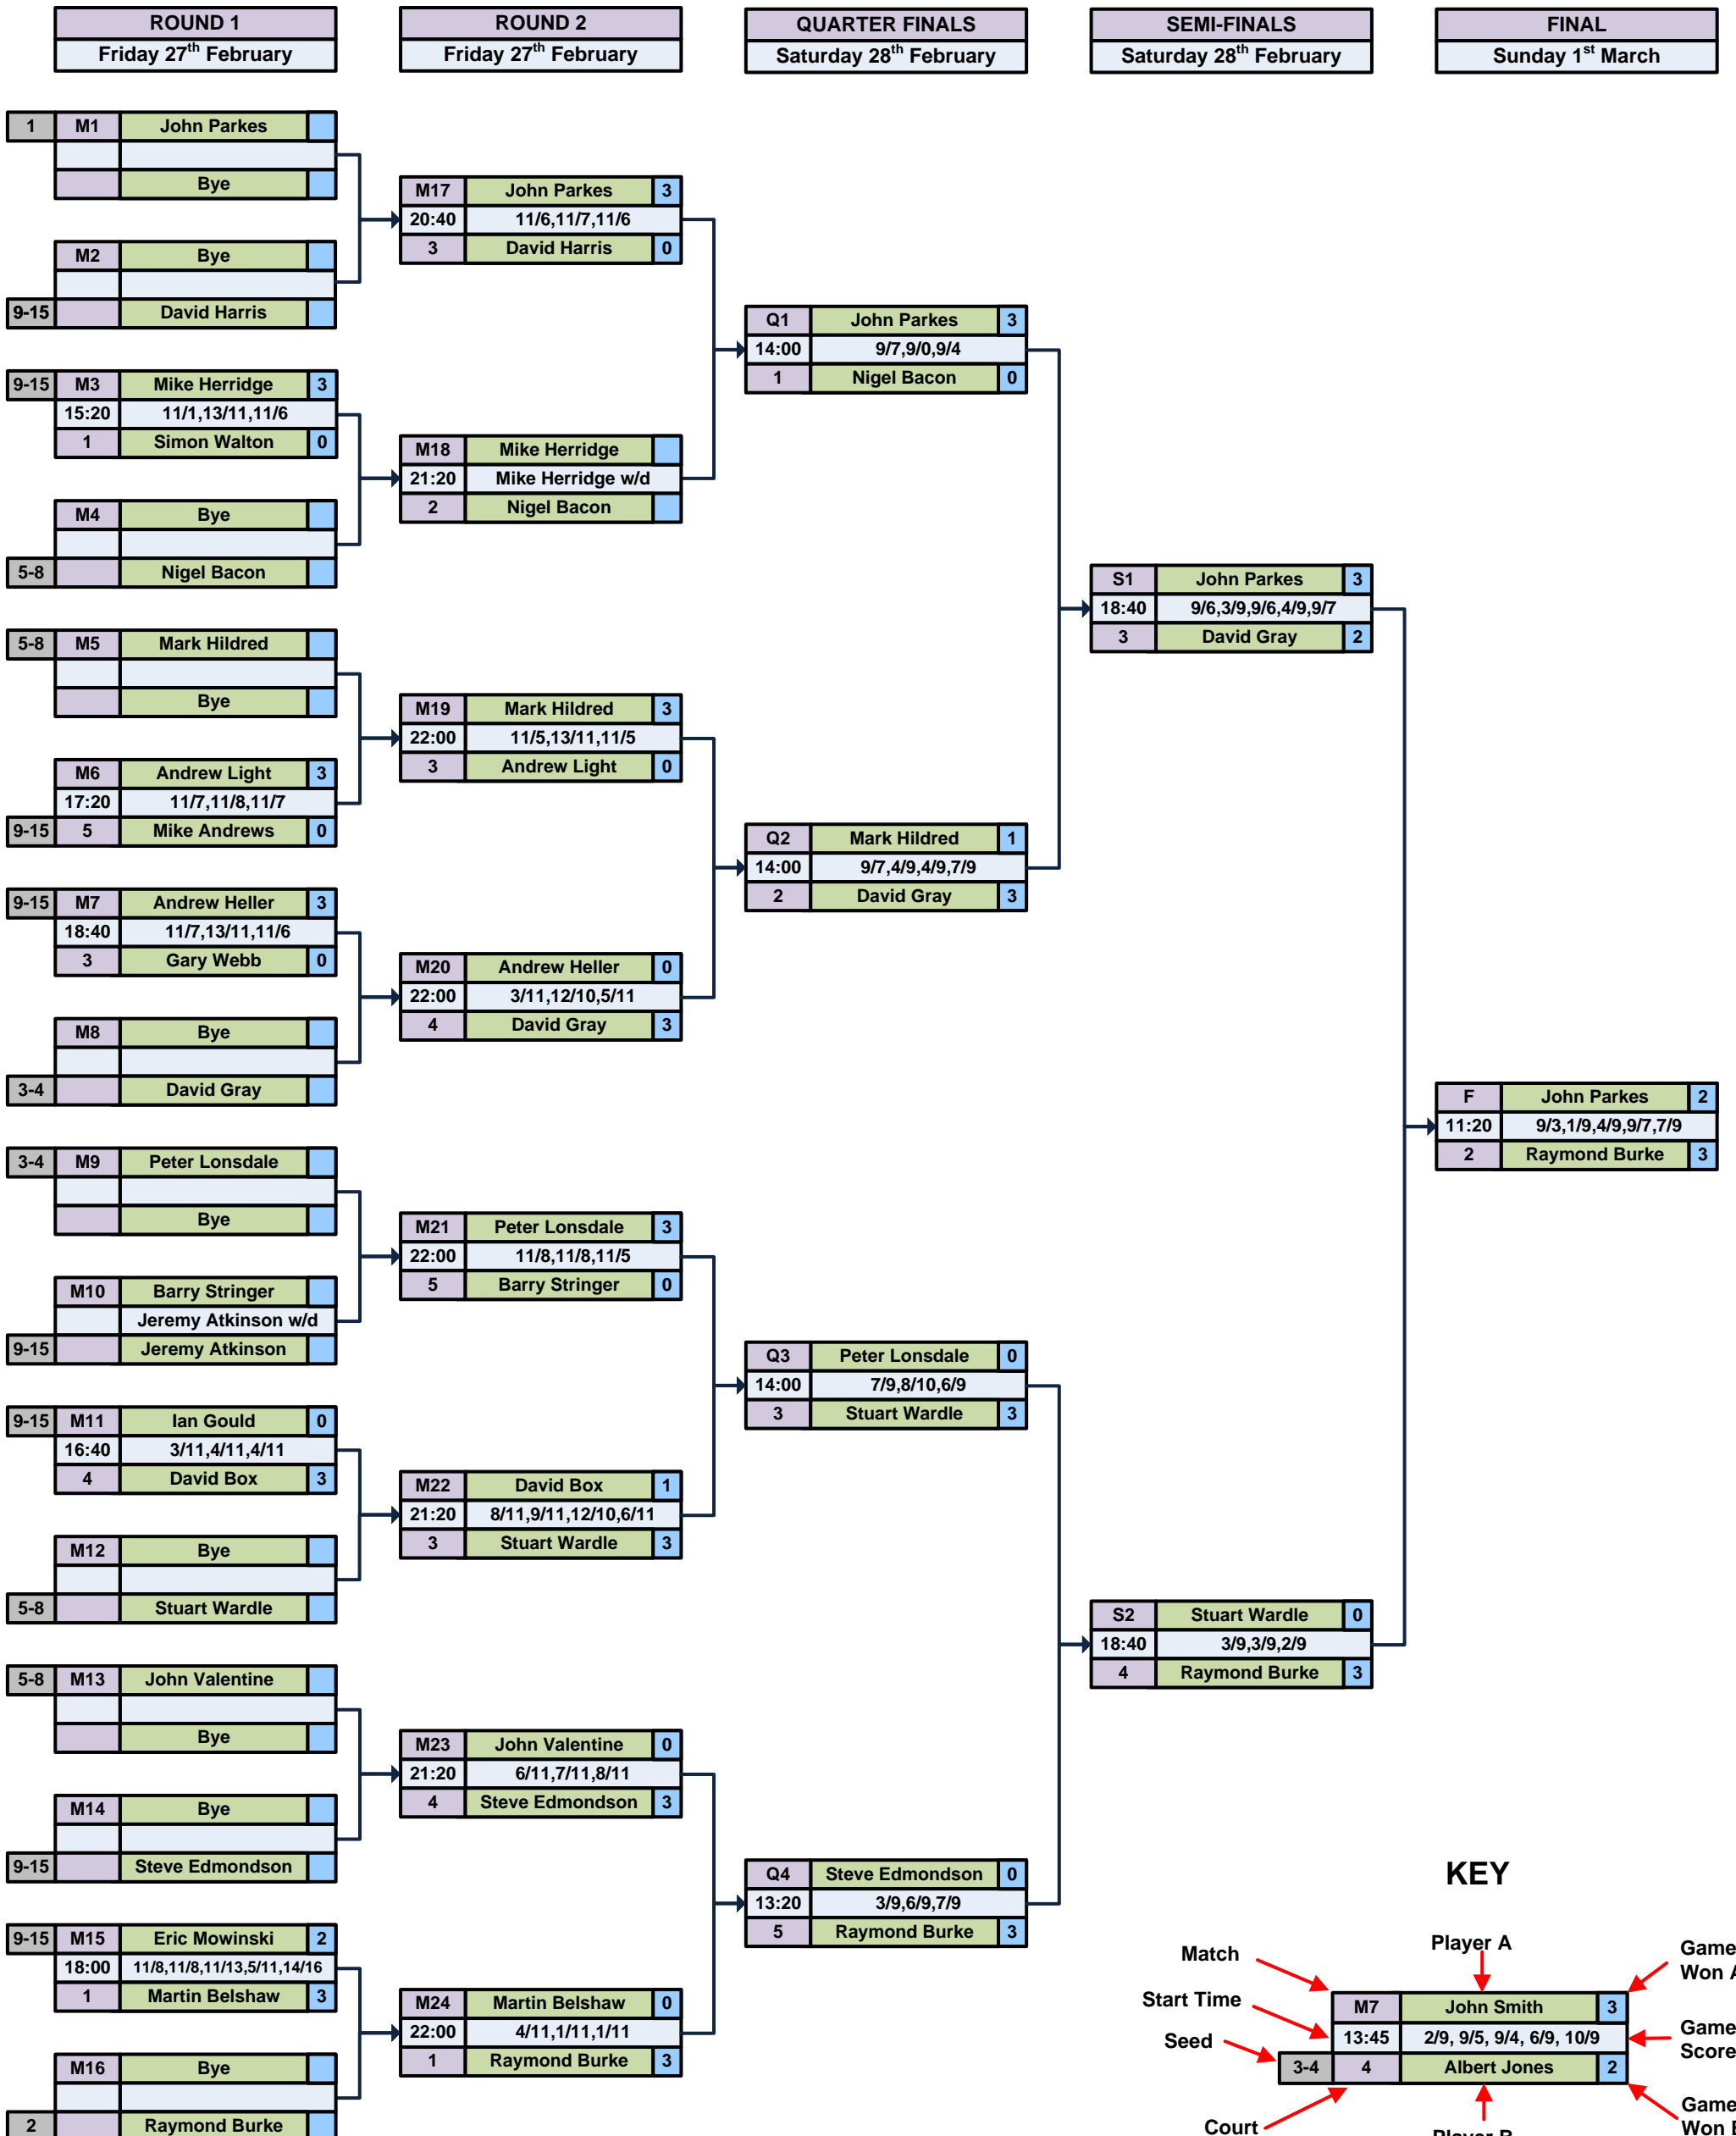 ROUND 1
Friday 27th February
ROUND 2
Friday 27th February
QUARTER FINALS
Saturday 28th February
SEMI-FINALS
Saturday 28th February
FINAL
Sunday 1st March
1 M1 John Parkes
Bye
M2 Bye
9-15 David Harris
9-15 M3 Mike Herridge 3
15:20 11/1,13/11,11/6
1 Simon Walton 0
M4 Bye
5-8 Nigel Bacon
5-8 M5 Mark Hildred
Bye
M6 Andrew Light 3
17:20 11/7,11/8,11/7
9-15 5 Mike Andrews 0
9-15 M7 Andrew Heller 3
18:40 11/7,13/11,11/6
3 Gary Webb 0
M8 Bye
3-4 David Gray
3-4 M9 Peter Lonsdale
Bye
M10 Barry Stringer
Jeremy Atkinson w/d
9-15 Jeremy Atkinson
9-15 M11 Ian Gould 0
16:40 3/11,4/11,4/11
4 David Box 3
M12 Bye
5-8 Stuart Wardle
5-8 M13 John Valentine
Bye
M14 Bye
9-15 Steve Edmondson
9-15 M15 Eric Mowinski 2
18:00 11/8,11/8,11/13,5/11,14/16
1 Martin Belshaw 3
M16 Bye
2 Raymond Burke
M17 John Parkes 3
20:40 11/6,11/7,11/6
3 David Harris 0
M18 Mike Herridge
21:20 Mike Herridge w/d
2 Nigel Bacon
M19 Mark Hildred 3
22:00 11/5,13/11,11/5
3 Andrew Light 0
M20 Andrew Heller 0
22:00 3/11,12/10,5/11
4 David Gray 3
M21 Peter Lonsdale 3
22:00 11/8,11/8,11/5
5 Barry Stringer 0
M22 David Box 1
21:20 8/11,9/11,12/10,6/11
3 Stuart Wardle 3
M23 John Valentine 0
21:20 6/11,7/11,8/11
4 Steve Edmondson 3
M24 Martin Belshaw 0
22:00 4/11,1/11,1/11
1 Raymond Burke 3
Q1 John Parkes 3
14:00 9/7,9/0,9/4
1 Nigel Bacon 0
Q2 Mark Hildred 1
14:00 9/7,4/9,4/9,7/9
2 David Gray 3
Q3 Peter Lonsdale 0
14:00 7/9,8/10,6/9
3 Stuart Wardle 3
Q4 Steve Edmondson 0
13:20 3/9,6/9,7/9
5 Raymond Burke 3
S1 John Parkes 3
18:40 9/6,3/9,9/6,4/9,9/7
3 David Gray 2
S2 Stuart Wardle 0
18:40 3/9,3/9,2/9
4 Raymond Burke 3
F John Parkes 2
11:20 9/3,1/9,4/9,9/7,7/9
2 Raymond Burke 3
KEY
Match
Player A
Game
Won
Start Time
M7 John Smith 3
13:45 2/9, 9/5, 9/4, 6/9, 10/9
Game
Score
Seed
3-4 4 Albert Jones 2
Court
Game
Won